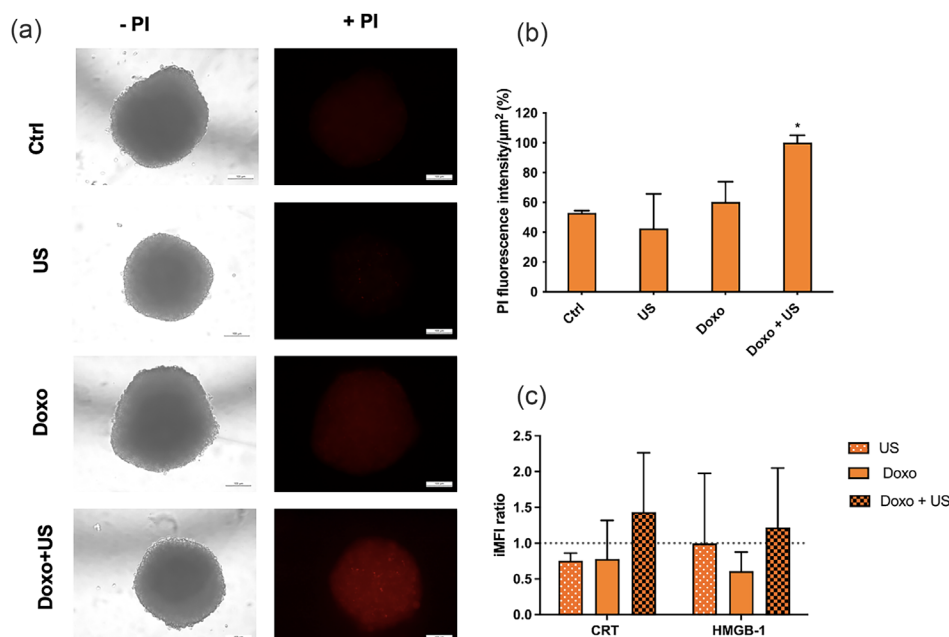 (a)
- PI
+ PI
Ctrl
US
Doxo
Doxo+US
(b)
PI fluorescence intensity/µm² (%)
120
100
80
60
40
20
0
*
Ctrl
US
Doxo
Doxo + US
(c)
iMFI ratio
2.5
2.0
1.5
1.0
0.5
0.0
CRT
HMGB-1
US
Doxo
Doxo + US